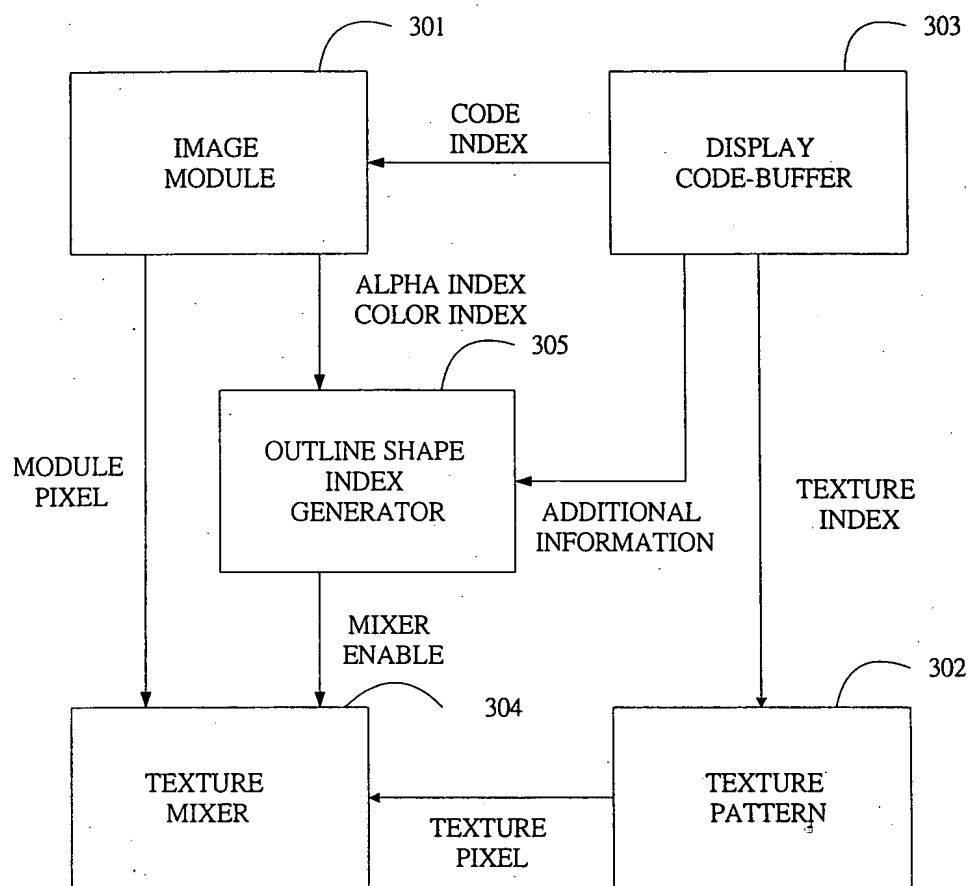 301
303
IMAGE
MODULE
CODE
INDEX
DISPLAY
CODE-BUFFER
ALPHA INDEX
COLOR INDEX
305
OUTLINE SHAPE
INDEX
GENERATOR
MODULE
PIXEL
ADDITIONAL
INFORMATION
TEXTURE
INDEX
MIXER
ENABLE
304
302
TEXTURE
MIXER
TEXTURE
PIXEL
TEXTURE
PATTERN